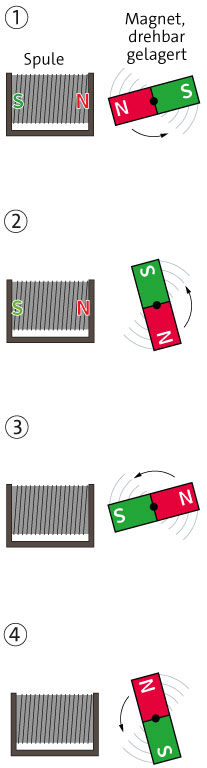 ①
Magnet,
drehbar
gelagert
Spule
S N
N S
②
S N
S
N
③
S N
④
N
S